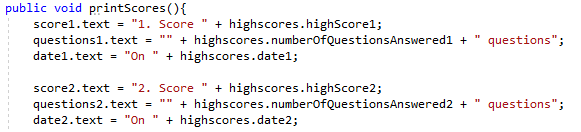 public void printScores(){
score1.text = "1. Score " + highscores.highScore1;
questions1.text = "" + highscores.numberOfQuestionsAnswered1 + " questions";
date1.text = "On " + highscores.date1;
score2.text = "2. Score " + highscores.highScore2;
questions2.text = "" + highscores.numberOfQuestionsAnswered2 + " questions";
date2.text = "On " + highscores.date2;